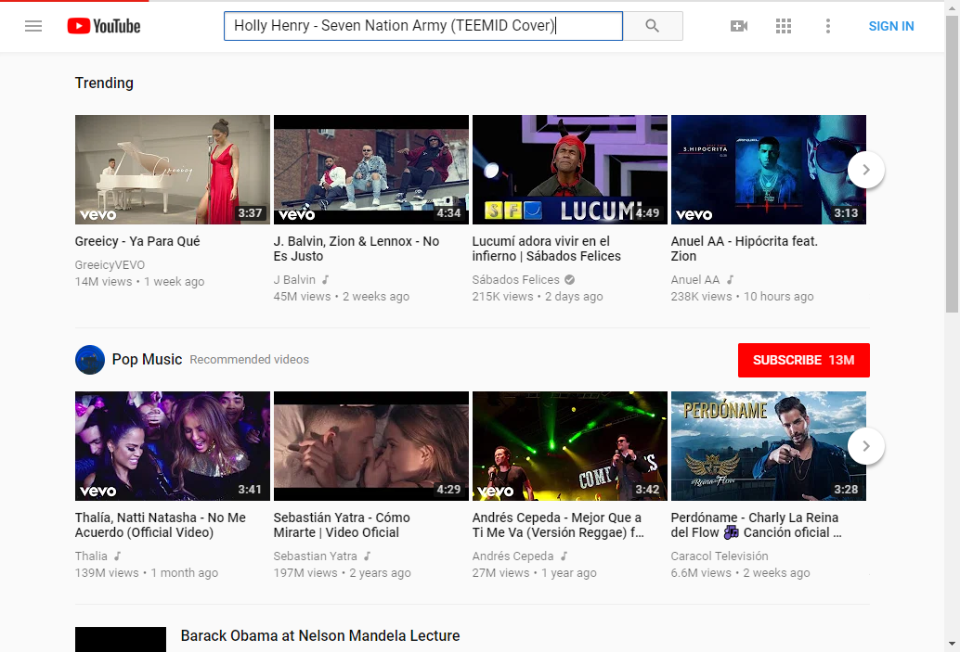 YouTube
Holly Henry - Seven Nation Army (TEEMID Cover)
SIGN IN
Trending
vevo 3:37
vevo 4:34
SFO LUCUMÍ 4:49
3.HIPOCRITA
vevo 3:13
Greeicy - Ya Para Qué
GreeicyVEVO
14M views • 1 week ago
J. Balvin, Zion & Lennox - No
Es Justo
J Balvin
45M views • 2 weeks ago
Lucumí adora vivir en el
infierno | Sábados Felices
Sábados Felices
215K views • 2 days ago
Anuel AA - Hipócrita feat.
Zion
Anuel AA
238K views • 10 hours ago
Pop Music Recommended videos
SUBSCRIBE 13M
vevo 3:41
4:29
vevo 3:42
PERDÓNAME
Reina Flow
3:28
Thalía, Natti Natasha - No Me
Acuerdo (Official Video)
Thalia
139M views • 1 month ago
Sebastián Yatra - Cómo
Mirarte | Video Oficial
Sebastian Yatra
197M views • 2 years ago
Andrés Cepeda - Mejor Que a
Ti Me Va (Versión Reggae) f...
Andrés Cepeda
27M views • 1 year ago
Perdóname - Charly La Reina
del Flow Canción oficial ...
Caracol Televisión
6.6M views • 2 weeks ago
Barack Obama at Nelson Mandela Lecture